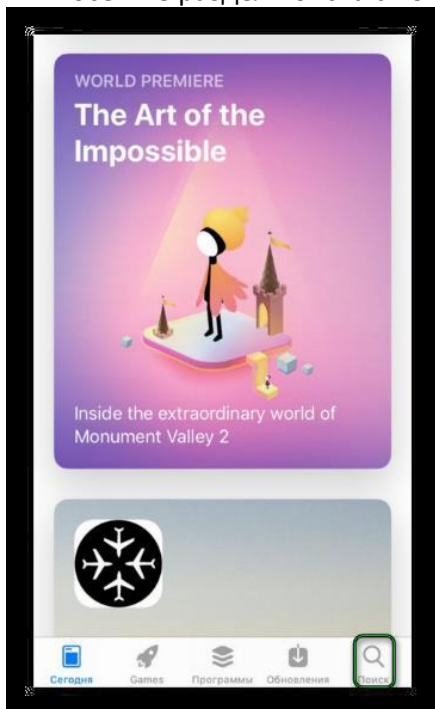 WORLD PREMIERE
The Art of the
Impossible
Inside the extraordinary world of
Monument Valley 2
Сегодня
Games
Программы
Обновления
Поиск